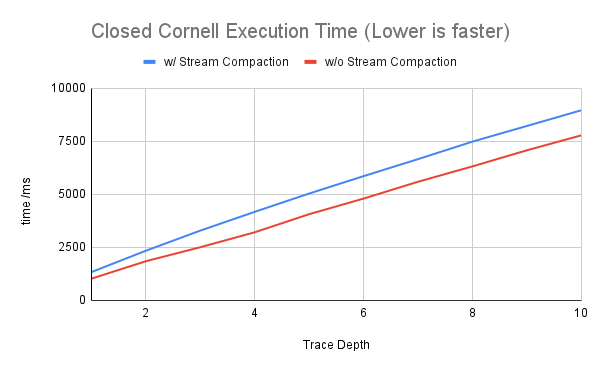 Closed Cornell Execution Time (Lower is faster)
w/ Stream Compaction w/o Stream Compaction
10000
7500
5000
2500
0
time /ms
2 4 6 8 10
Trace Depth